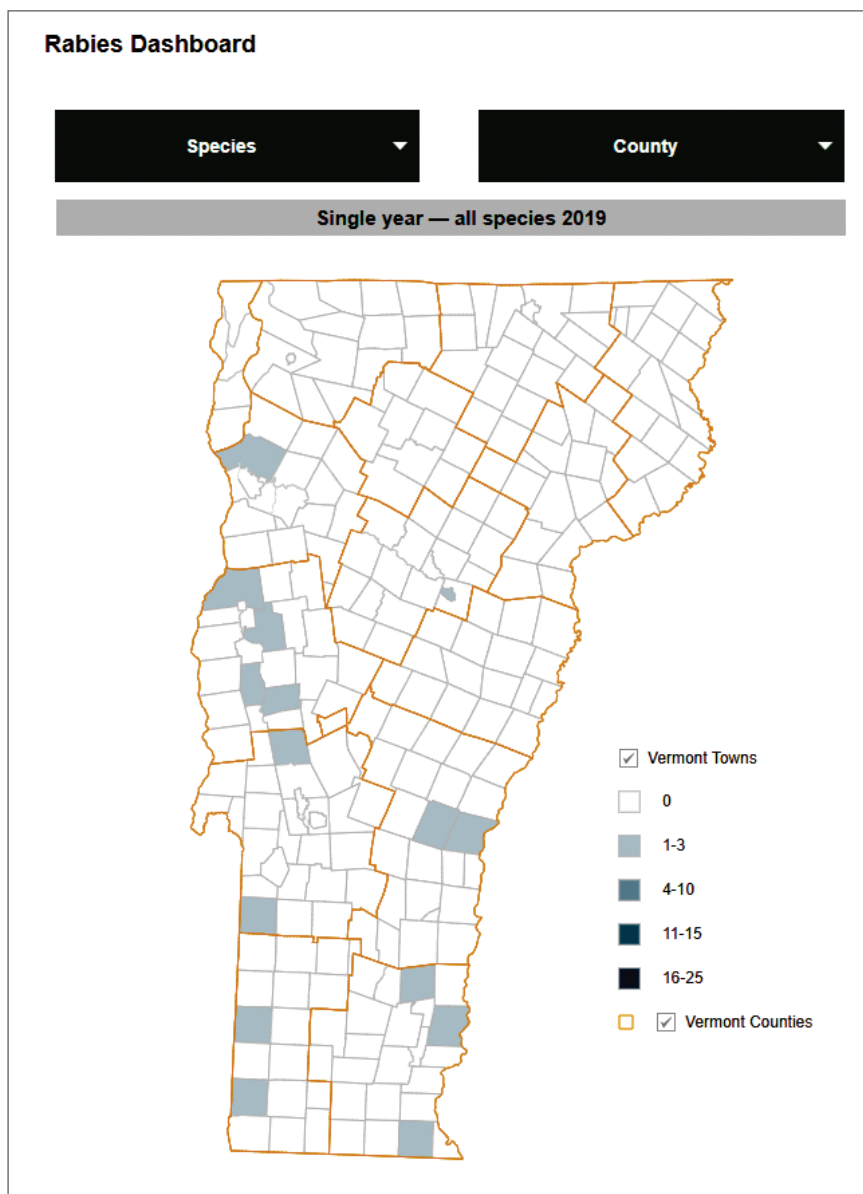 Rabies Dashboard
Species
County
Single year — all species 2019
Vermont Towns
0
1-3
4-10
11-15
16-25
Vermont Counties